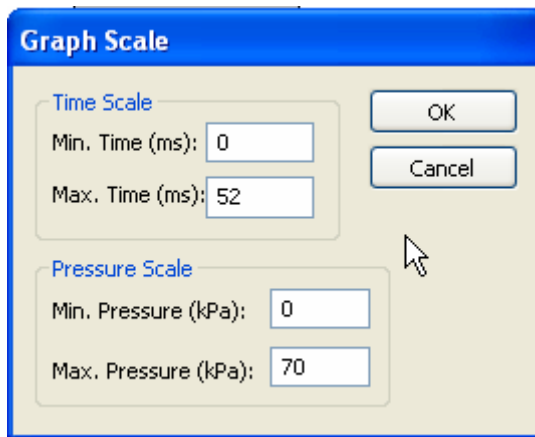 Graph Scale
Time Scale
Min. Time (ms): 0
Max. Time (ms): 52
OK
Cancel
Pressure Scale
Min. Pressure (kPa): 0
Max. Pressure (kPa): 70